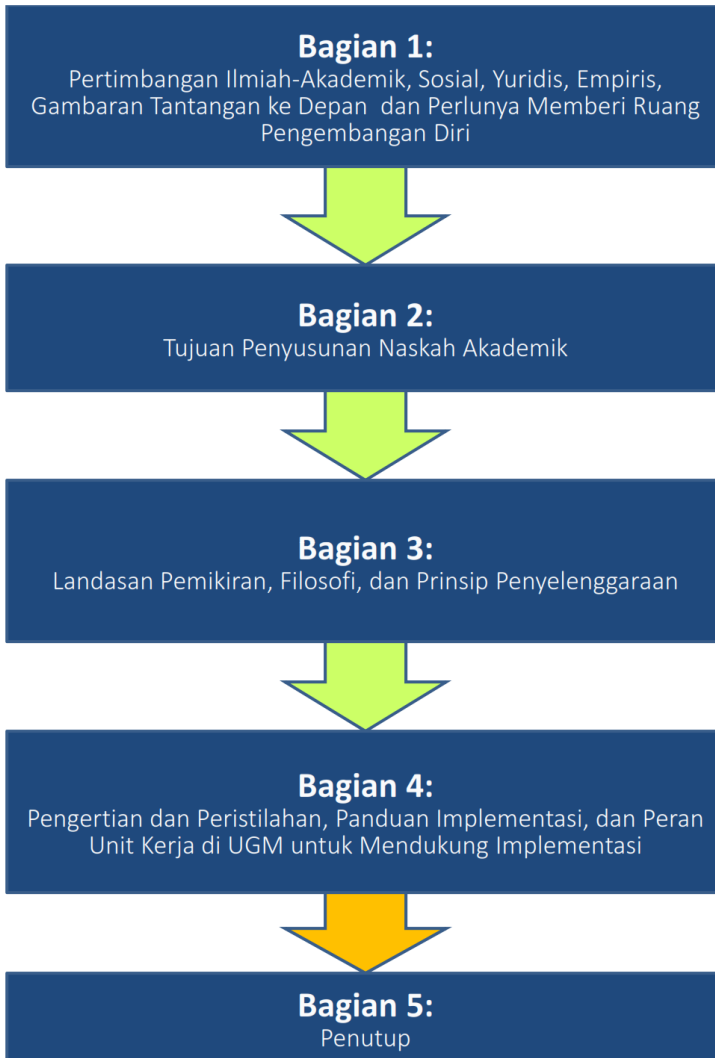 Bagian 1:
Pertimbangan Ilmiah-Akademik, Sosial, Yuridis, Empiris,
Gambaran Tantangan ke Depan dan Perlunya Memberi Ruang
Pengembangan Diri
Bagian 2:
Tujuan Penyusunan Naskah Akademik
Bagian 3:
Landasan Pemikiran, Filosofi, dan Prinsip Penyelenggaraan
Bagian 4:
Pengertian dan Peristilahan, Panduan Implementasi, dan Peran
Unit Kerja di UGM untuk Mendukung Implementasi
Bagian 5:
Penutup